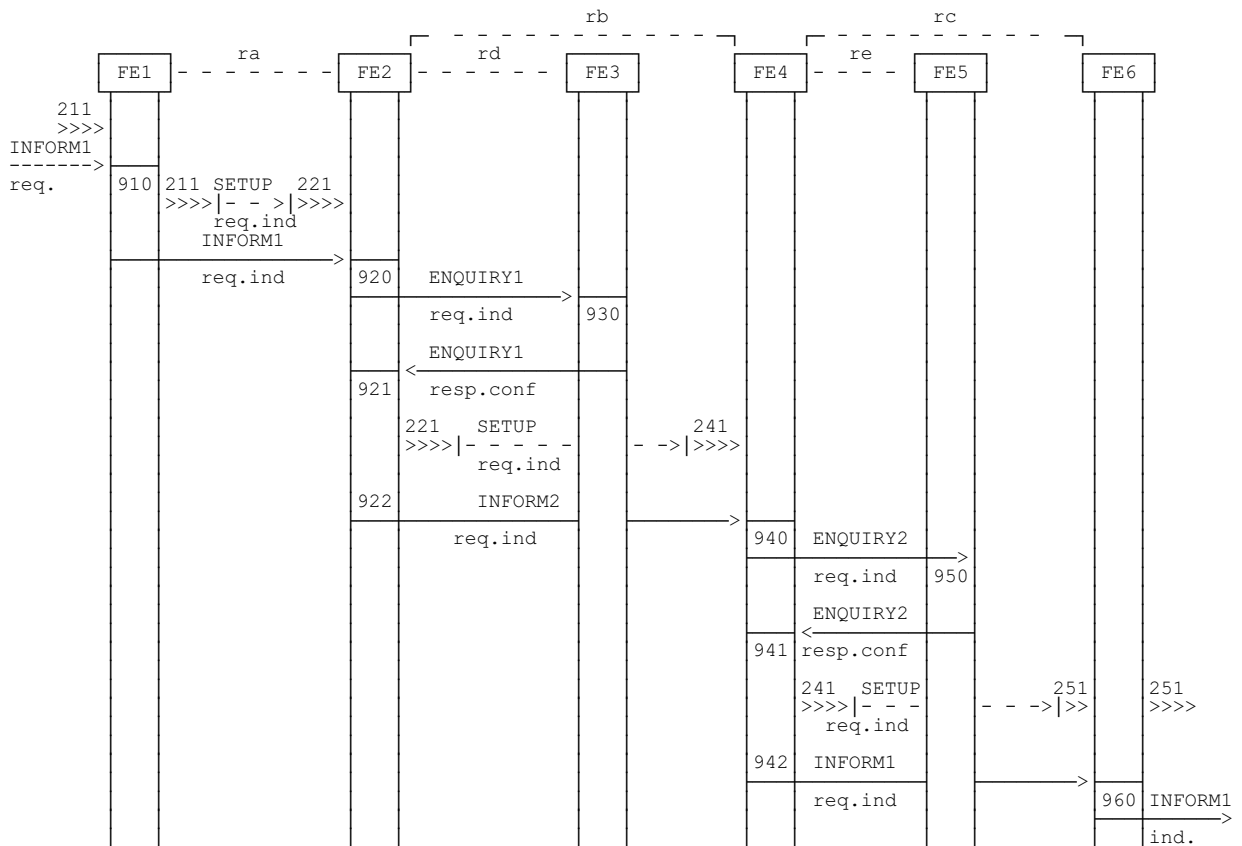 rb rc
ra rd re
FE1 FE2 FE3 FE4 FE5 FE6
211
>>>>
INFORM1
------->
req. 910 211 SETUP 221
>>>>|- - >|>>>>
req.ind
INFORM1
req.ind 920 ENQUIRY1
req.ind 930
ENQUIRY1
921 resp.conf
221 SETUP 241
>>>>|- - - - - - ->|>>>>
req.ind
922 INFORM2
req.ind 940 ENQUIRY2
req.ind 950
ENQUIRY2
941 resp.conf
241 SETUP 251 251
>>>>|- - - - - - ->|>> >>>>
req.ind
942 INFORM1
req.ind 960 INFORM1
ind.